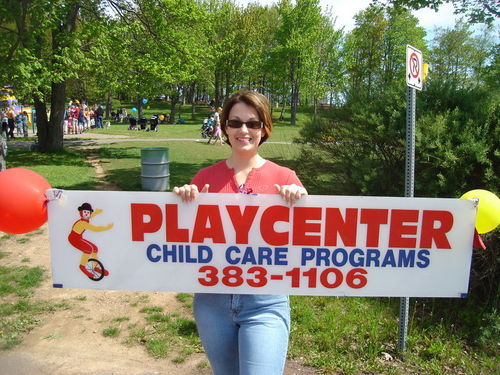 PLAYCENTER
CHILD CARE PROGRAMS
383-1106